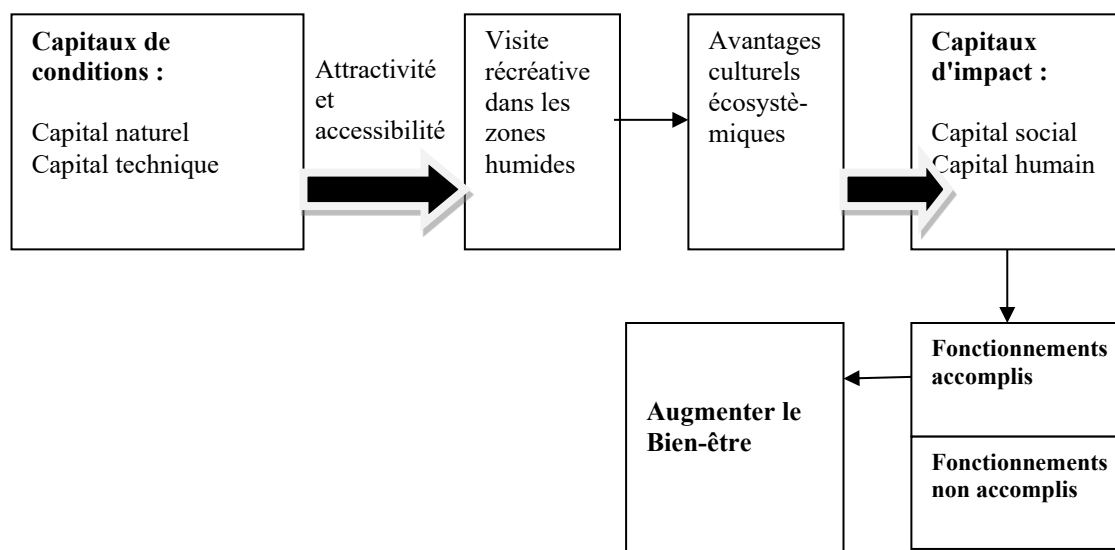 Capitaux de
conditions :
Capital naturel
Capital technique
Attractivité
et
accessibilité
Visite
récréative
dans les
zones
humides
Avantages
culturels
écosystè-
miques
Capitaux
d'impact :
Capital social
Capital humain
Augmenter le
Bien-être
Fonctionnements
accomplis
Fonctionnements
non accomplis